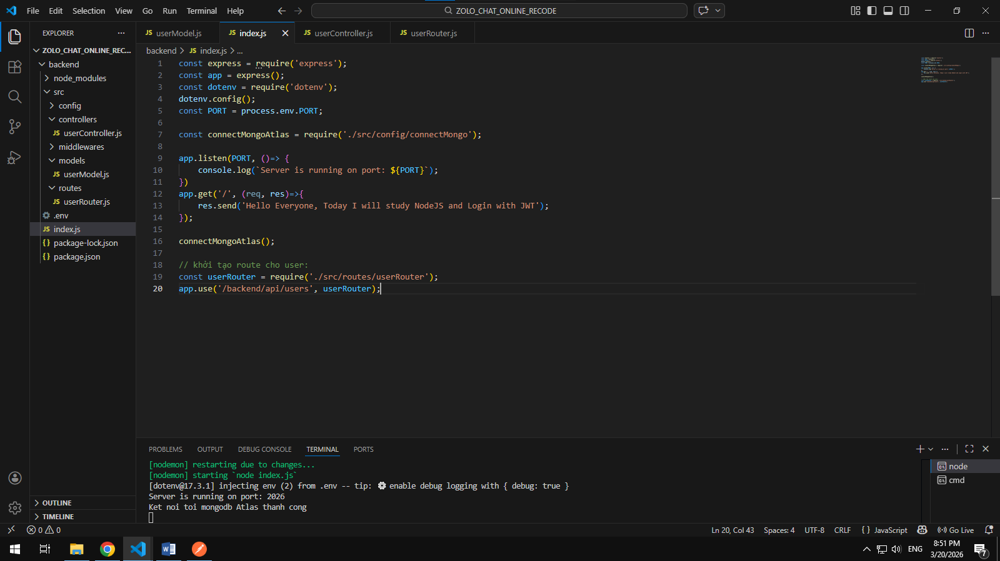 File Edit Selection View Go Run Terminal Help
ZOLO_CHAT_ONLINE_RECODE
EXPLORER
ZOLO_CHAT_ONLINE_REC...
backend
node_modules
src
config
controllers
JS userController.js
middlewares
models
JS userModel.js
routes
JS userRouter.js
.env
JS index.js
{} package-lock.json
{} package.json
OUTLINE
TIMELINE
JS userModel.js
JS index.js
JS userController.js
JS userRouter.js
backend > JS index.js > ...
1 const express = require('express');
2 const app = express();
3 const dotenv = require('dotenv');
4 dotenv.config();
5 const PORT = process.env.PORT;
6
7 const connectMongoAtlas = require('./src/config/connectMongo');
8
9 app.listen(PORT, ()=> {
10 console.log(`Server is running on port: ${PORT}`);
11 })
12 app.get('/', (req, res)=>{
13 res.send('Hello Everyone, Today I will study NodeJS and Login with JWT');
14 });
15
16 connectMongoAtlas();
17
18 // khởi tạo route cho user:
19 const userRouter = require('./src/routes/userRouter');
20 app.use('/backend/api/users', userRouter);
PROBLEMS OUTPUT DEBUG CONSOLE TERMINAL PORTS
[nodemon] restarting due to changes...
[nodemon] starting `node index.js`
[dotenv@17.3.1] injecting env (2) from .env -- tip: ⚙ enable debug logging with { debug: true }
Server is running on port: 2026
Ket noi toi mongodb Atlas thanh cong
node
cmd
0 0
Ln 20, Col 43 Spaces: 4 UTF-8 CRLF {} JavaScript Go Live
ENG
8:51 PM
3/20/2026
7